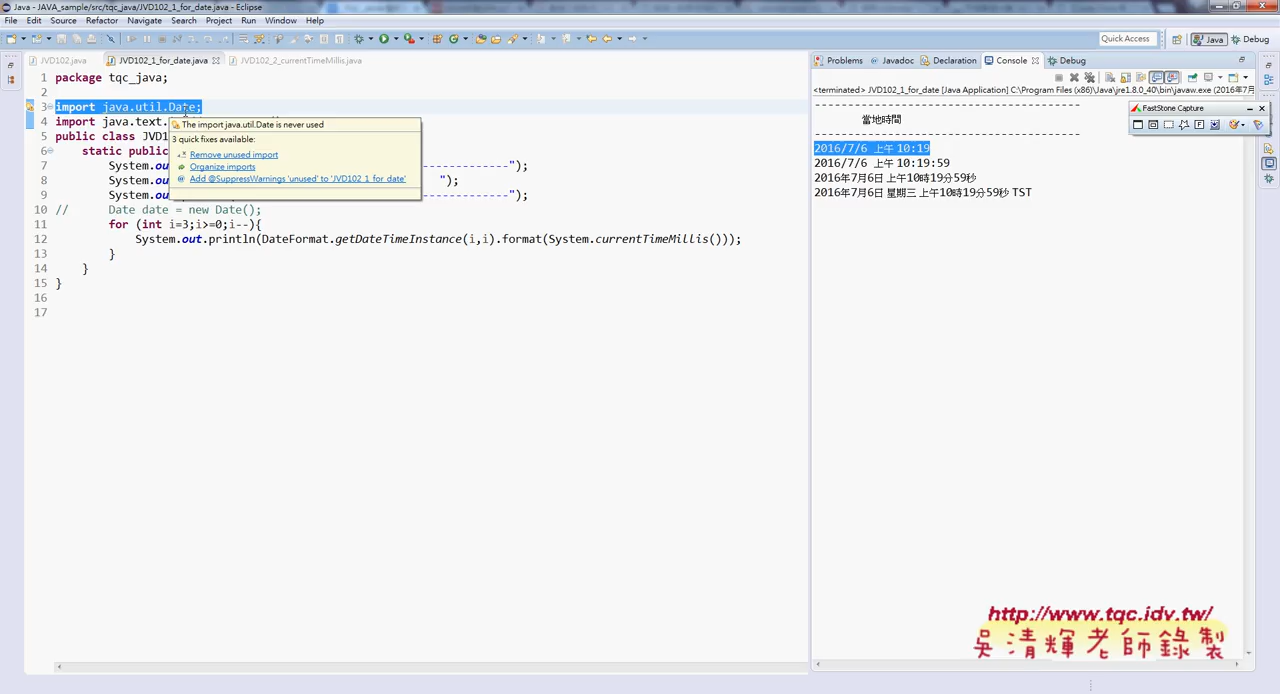 Java - JAVA_sample/src/tqc_java/JVD102_1_for_date.java - Eclipse
File Edit Source Refactor Navigate Search Project Run Window Help
Quick Access Java Debug
JVD102.java JVD102_1_for_date.java JVD102_2_currentTimeMillis.java
1 package tqc_java;
2
3 import java.util.Date;
4 import java.text.
5 public class JVD1
6 static public
7 System.ou -----------");
8 System.ou ");
9 System.ou -----------");
10 // Date date = new Date();
11 for (int i=3;i>=0;i--){
12 System.out.println(DateFormat.getDateTimeInstance(i,i).format(System.currentTimeMillis()));
13 }
14 }
15 }
16
17
The import java.util.Date is never used
3 quick fixes available:
Remove unused import
Organize imports
Add @SuppressWarnings 'unused' to 'JVD102_1_for_date'
Problems Javadoc Declaration Console Debug
<terminated> JVD102_1_for_date [Java Application] C:\Program Files (x86)\Java\jre1.8.0_40\bin\javaw.exe (2016年7月
FastStone Capture
----------------------------------------
當地時間
----------------------------------------
2016/7/6 上午 10:19
2016/7/6 上午 10:19:59
2016年7月6日 上午10時19分59秒
2016年7月6日 星期三 上午10時19分59秒 TST
http://www.tqc.idv.tw/
吳清輝老師錄製